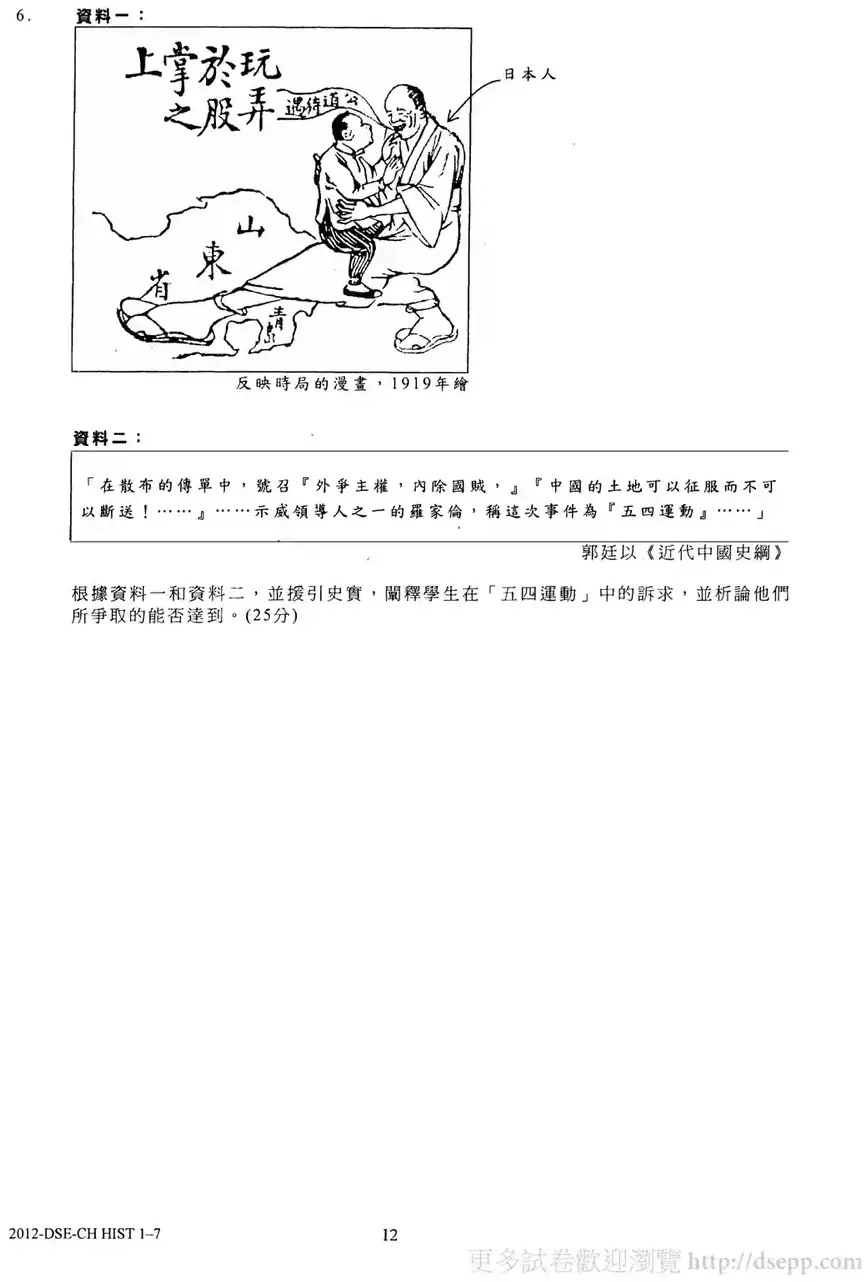 6.
資料一：
玩弄於掌上
之股
公道待遇
日本人
山
東
省
青島
反映時局的漫畫，1919年繪
資料二：
「在散布的傳單中，號召『外爭主權，內除國賊，』『中國的土地可以征服而不可
以斷送！……』……示威領導人之一的羅家倫，稱這次事件為『五四運動』……」
郭廷以《近代中國史綱》
根據資料一和資料二，並援引史實，闡釋學生在「五四運動」中的訴求，並析論他們
所爭取的能否達到。(25分)
2012-DSE-CH HIST 1–7
12
更多試卷歡迎瀏覽 http://dsepp.com